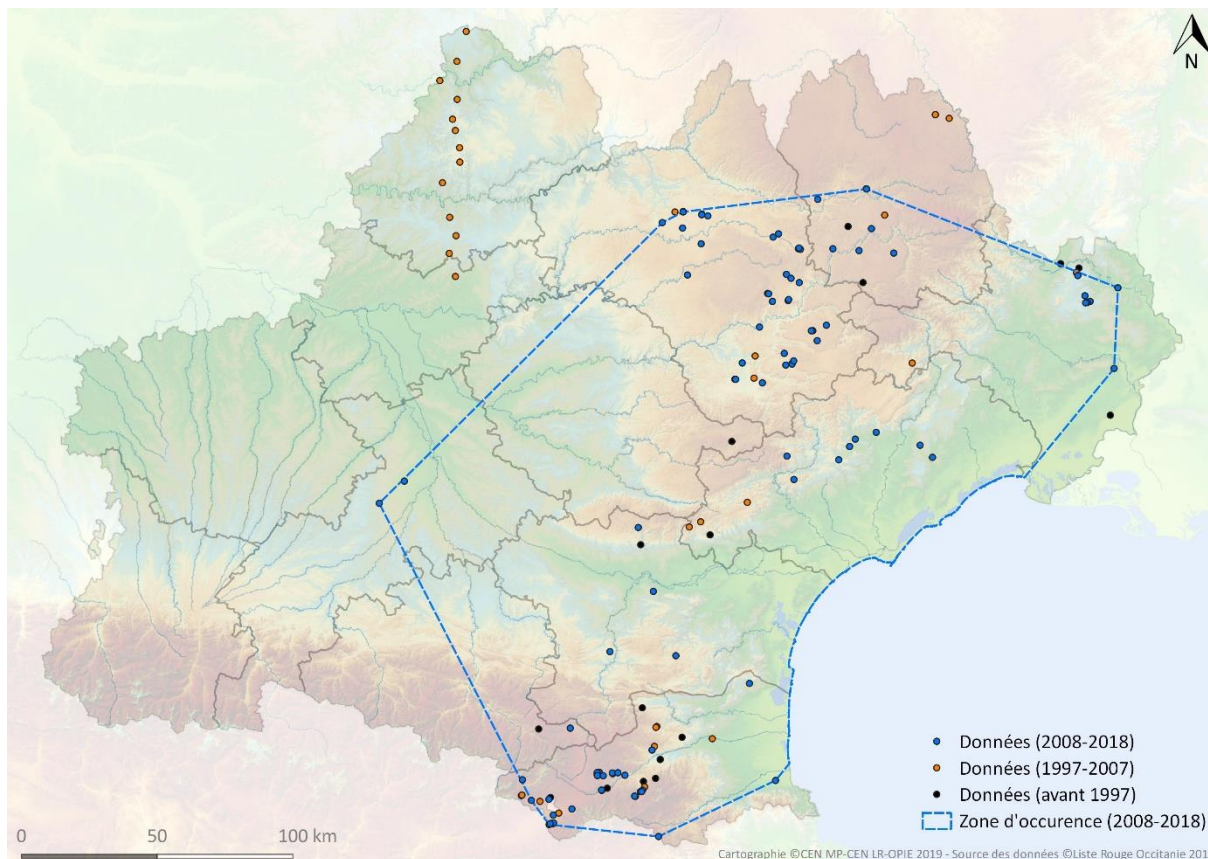 N
Données (2008-2018)
Données (1997-2007)
Données (avant 1997)
Zone d'occurence (2008-2018)
0 50 100 km
Cartographie ©CEN MP-CEN LR-OPIE 2019 - Source des données ©Liste Rouge Occitanie 201